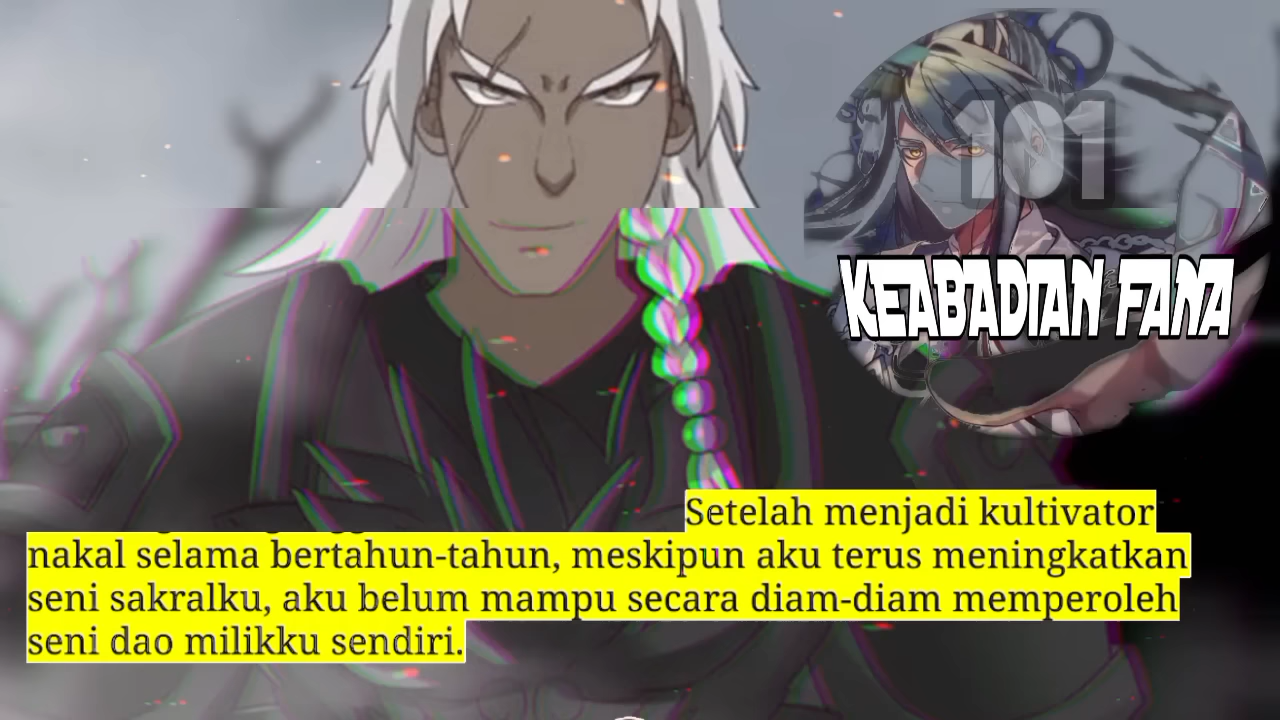 101
KEABADIAN FANA
Setelah menjadi kultivator
nakal selama bertahun-tahun, meskipun aku terus meningkatkan
seni sakralku, aku belum mampu secara diam-diam memperoleh
seni dao milikku sendiri.